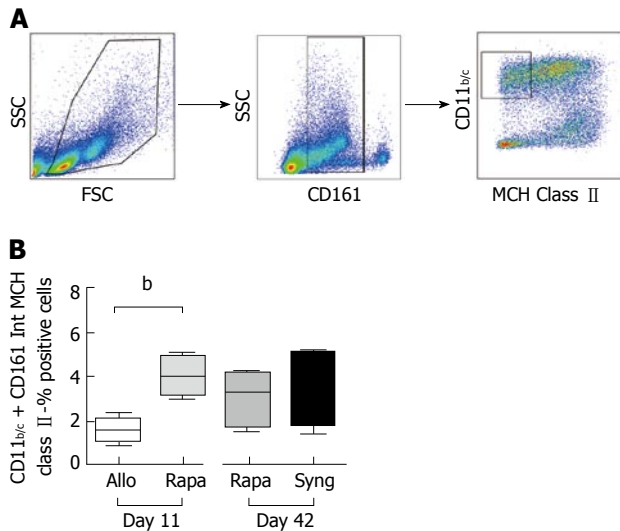 A
SSC
FSC
SSC
CD161
CD11b/c
MCH Class II
B
CD11b/c + CD161 Int MCH
class II -% positive cells
8
6
4
2
0
b
Allo
Rapa
Rapa
Syng
Day 11
Day 42